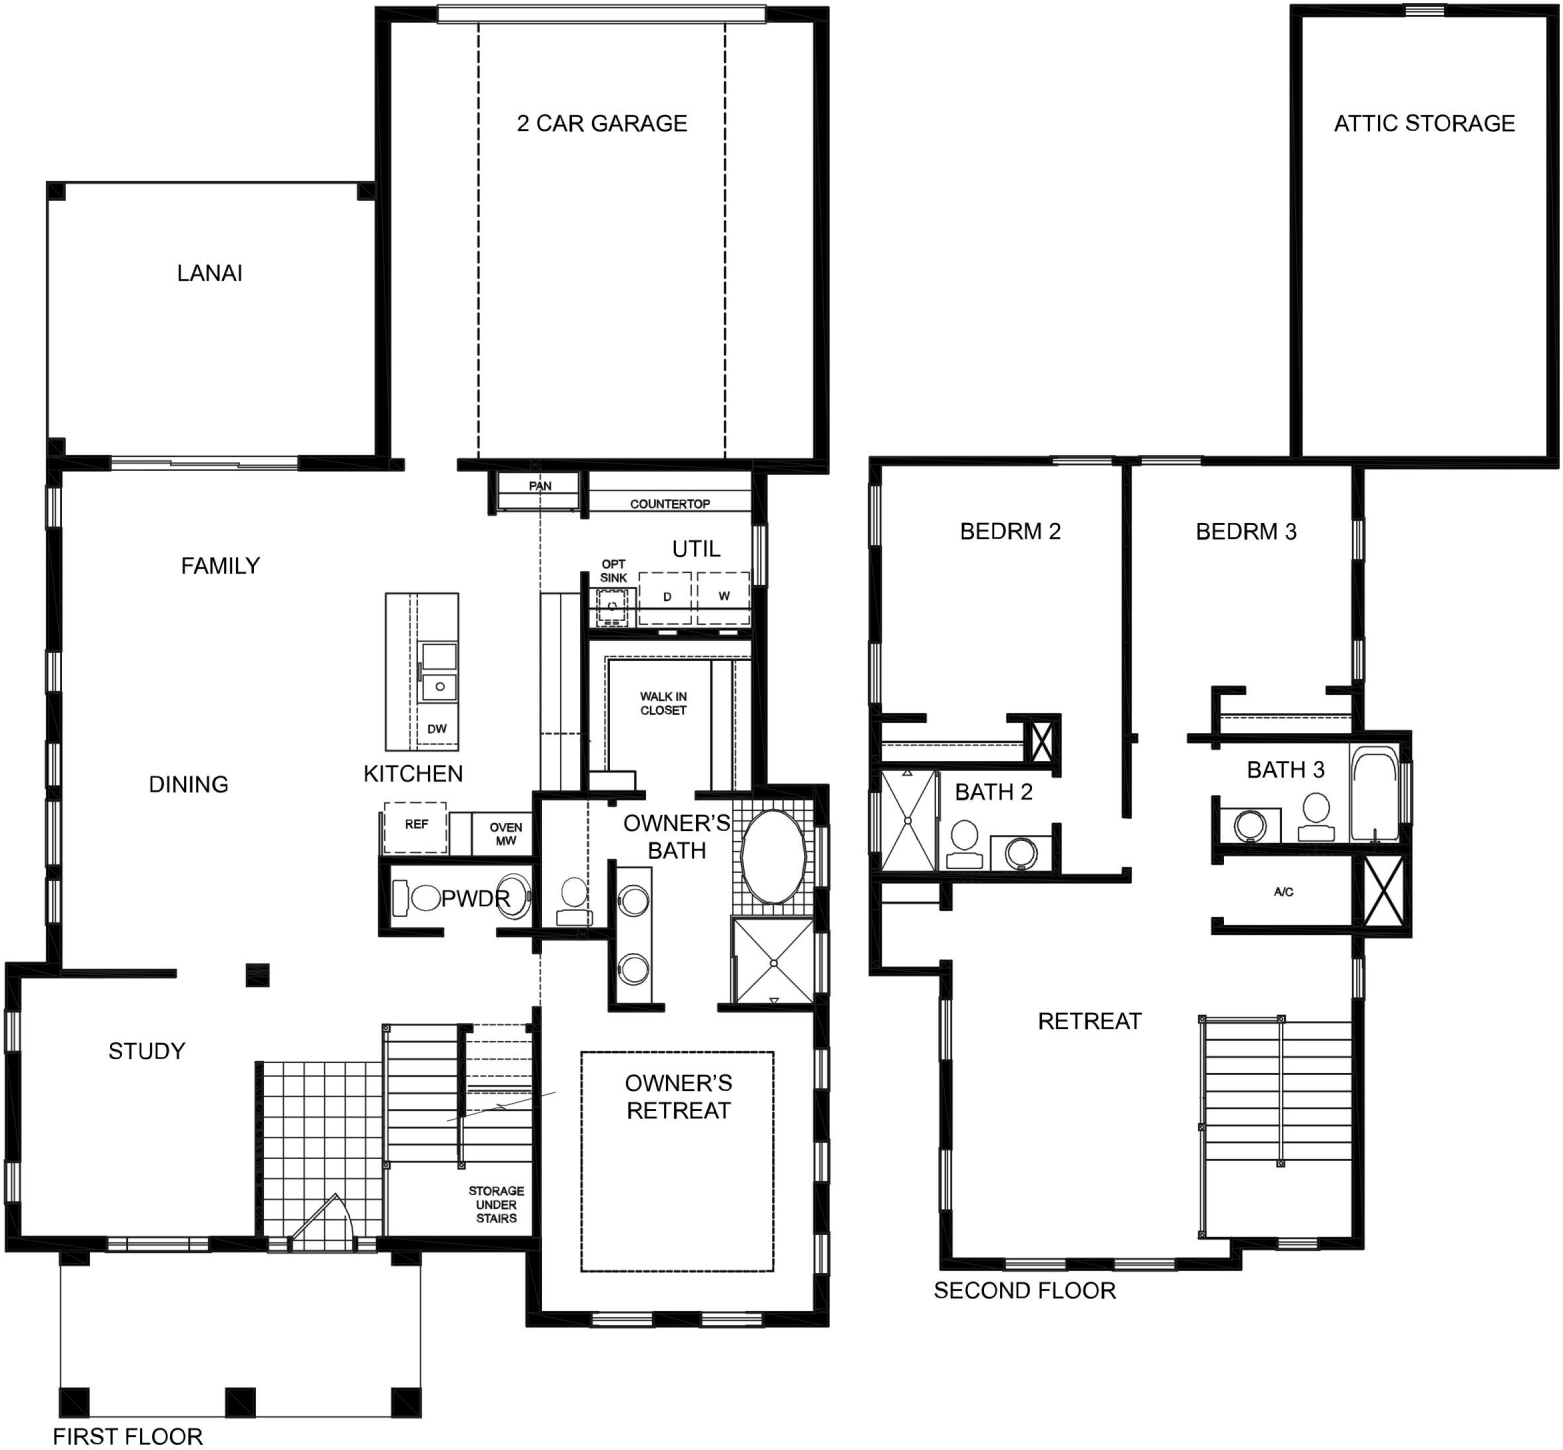 2 CAR GARAGE
LANAI
PAN
COUNTERTOP
UTIL
OPT
SINK
D
W
FAMILY
WALK IN
CLOSET
DW
KITCHEN
DINING
REF
OVEN
MW
OWNER'S
BATH
PWDR
STUDY
OWNER'S
RETREAT
STORAGE
UNDER
STAIRS
FIRST FLOOR
ATTIC STORAGE
BEDRM 2
BEDRM 3
BATH 2
BATH 3
A/C
RETREAT
SECOND FLOOR